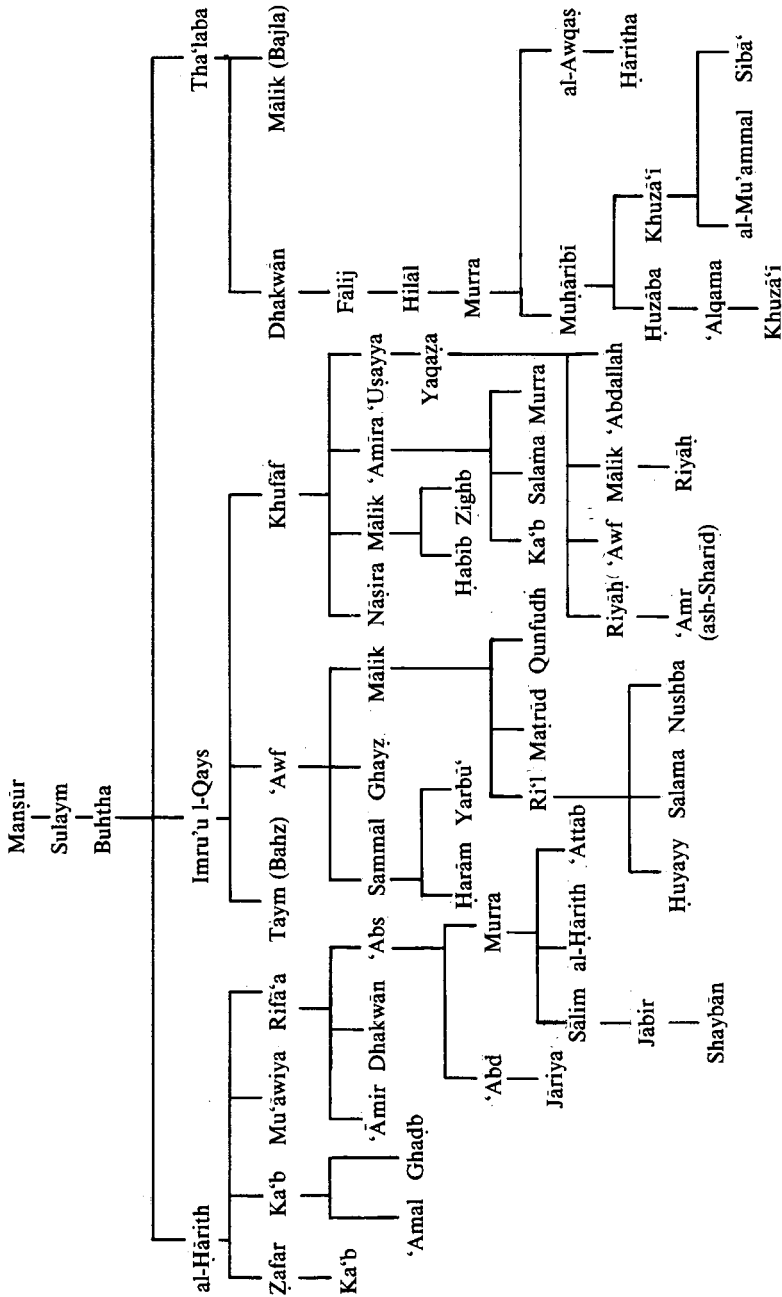 Manṣūr
Sulaym
Buhtha
al-Ḥārith Imru’u l-Qays Tha‘laba
Ẓafar Ka‘b Mu‘āwiya Rifā‘a Taym (Bahz) ‘Awf Khufāf Dhakwān Mālik (Bajla)
Ka‘b Fālij
‘Āmir Dhakwān ‘Abs Sammāl Ghayẓ Mālik Nāṣira Mālik ‘Amīra ‘Uṣayya
‘Amal Ghaḍb Hilāl
Yaqaẓa
Ḥarām Yarbū‘ Ḥabīb Zighb Murra
‘Abd Murra
Ri‘l Maṭrūd Qunfudh Ka‘b Salama Murra
Jāriya
Muḥāribī al-Awqaṣ
Sālim al-Ḥārith ‘Attāb
Riyāḥ ‘Awf Mālik ‘Abdallah Ḥāritha
Jābir Ḥuzāba Khuzā‘ī
Ḥuyayy Salama Nushba
‘Amr Riyāḥ
(ash-Sharīd)
‘Alqama
Shaybān al-Mu’ammal Sibā‘
Khuzā‘ī